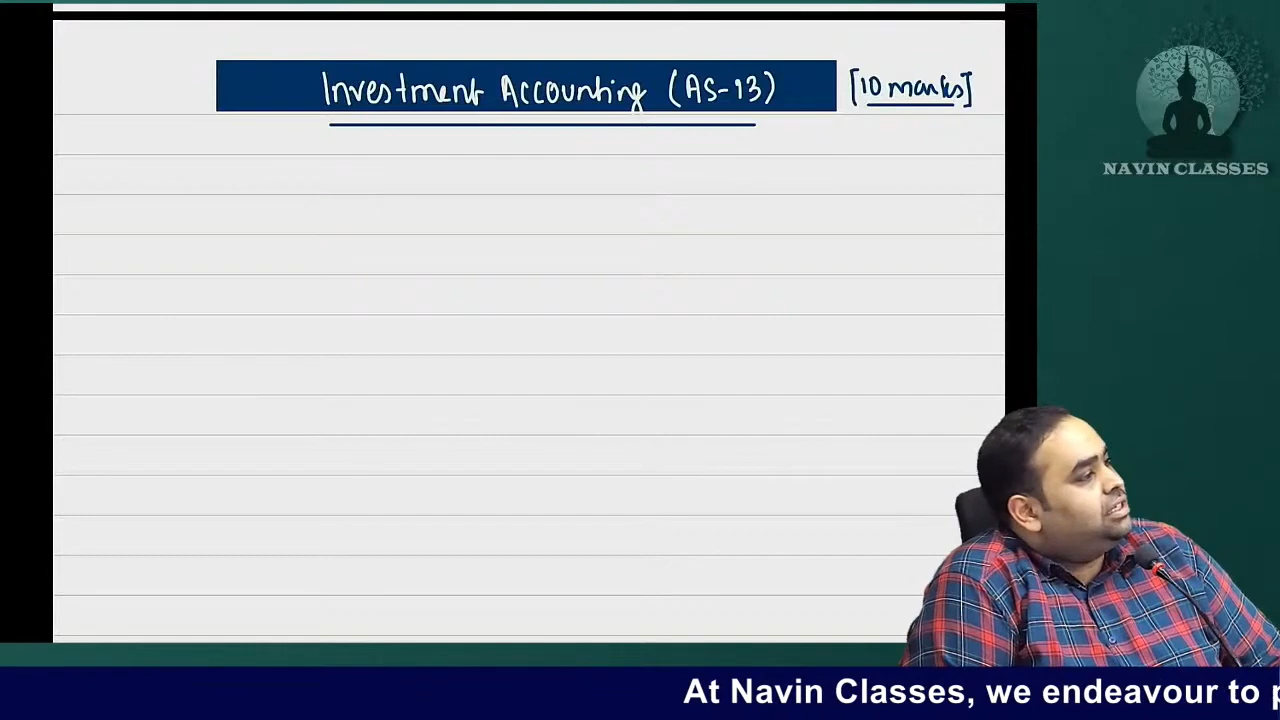 Investment Accounting (AS-13) [10 marks]
NAVIN CLASSES
At Navin Classes, we endeavour to p